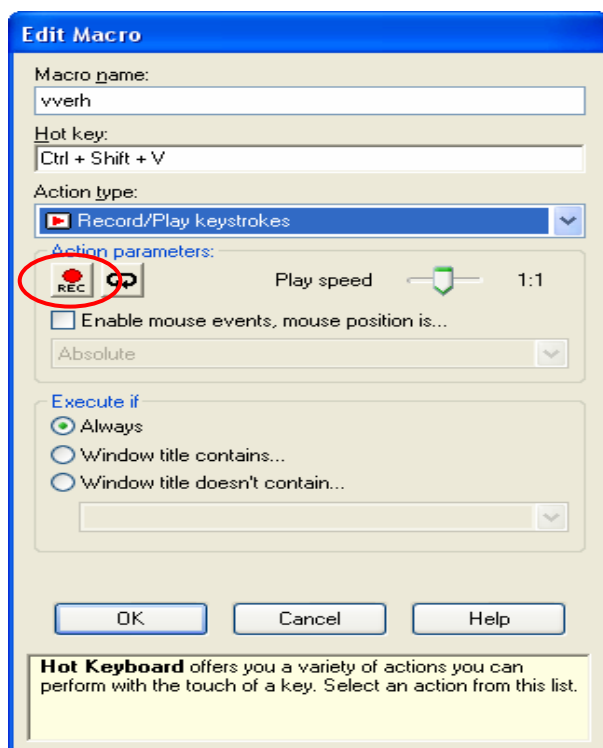 Edit Macro
Macro name:
vverh
Hot key:
Ctrl + Shift + V
Action type:
Record/Play keystrokes
Action parameters:
REC
Play speed
1:1
Enable mouse events, mouse position is...
Absolute
Execute if
Always
Window title contains...
Window title doesn't contain...
OK Cancel Help
Hot Keyboard offers you a variety of actions you can
perform with the touch of a key. Select an action from this list.